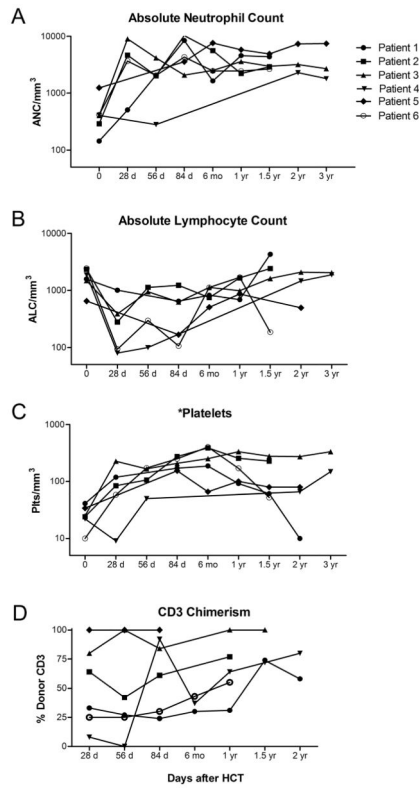 A
Absolute Neutrophil Count
ANC/mm³
10000
1000
100
0 28 d 56 d 84 d 6 mo 1 yr 1.5 yr 2 yr 3 yr
Patient 1
Patient 2
Patient 3
Patient 4
Patient 5
Patient 6
B
Absolute Lymphocyte Count
ALC/mm³
10000
1000
100
0 28 d 56 d 84 d 6 mo 1 yr 1.5 yr 2 yr 3 yr
C
*Platelets
Plts/mm³
1000
100
10
0 28 d 56 d 84 d 6 mo 1 yr 1.5 yr 2 yr 3 yr
D
CD3 Chimerism
% Donor CD3
100
75
50
25
0
28 d 56 d 84 d 6 mo 1 yr 1.5 yr 2 yr
Days after HCT